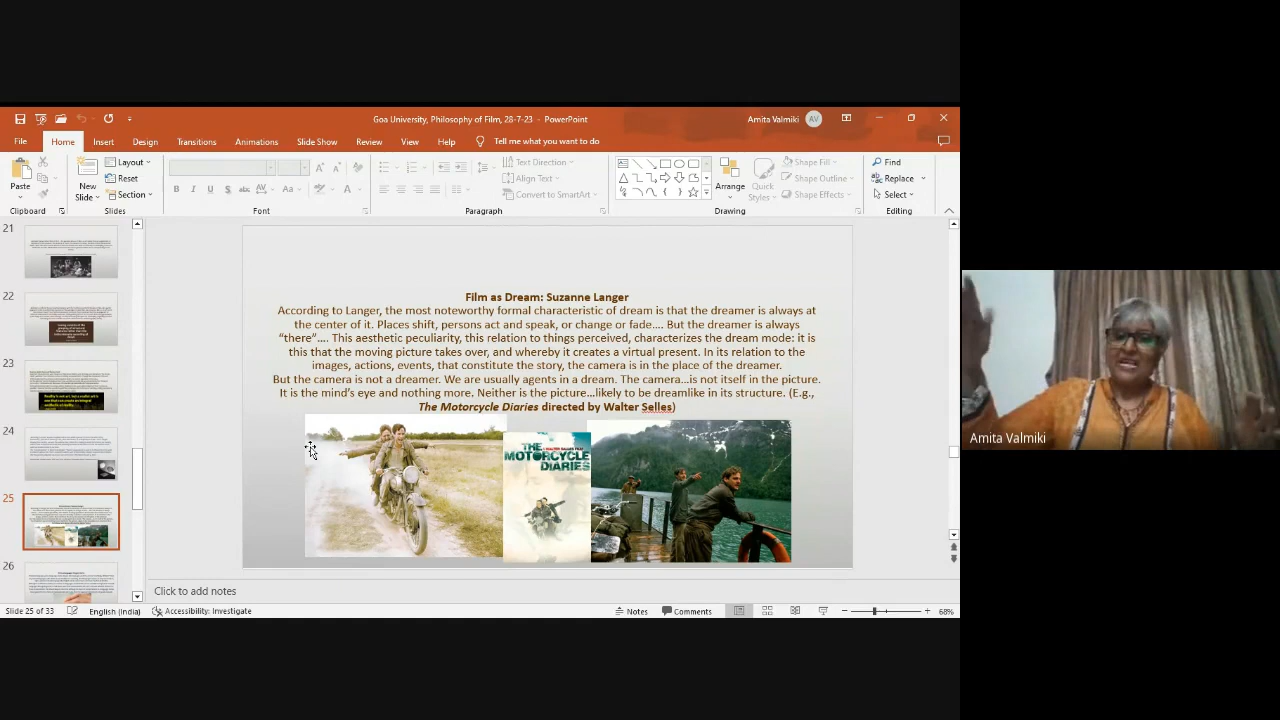 Goa University, Philosophy of Film, 28-7-23 - PowerPoint
Amita Valmiki
AV
File
Home
Insert
Design
Transitions
Animations
Slide Show
Review
View
Help
Tell me what you want to do
Paste
New
Slide
Layout
Reset
Section
Text Direction
Align Text
Convert to SmartArt
Arrange
Quick
Styles
Shape Fill
Shape Outline
Shape Effects
Find
Replace
Select
Clipboard
Slides
Font
Paragraph
Drawing
Editing
21
22
23
24
25
26
Film as Dream: Suzanne Langer
According to Langer, the most noteworthy formal characteristic of dream is that the dreamer is always at
the center of it. Places shift, persons act and speak, or change or fade…. But the dreamer is always
“there”…. This aesthetic peculiarity, this relation to things perceived, characterizes the dream mode: it is
this that the moving picture takes over, and whereby it creates a virtual present. In its relation to the
images, actions, events, that constitute the story, the camera is in the place of the dreamer.
But the camera is not a dreamer. We are usually agents in a dream. The camera…is not itself in the picture.
It is the mind’s eye and nothing more. Neither is the picture…likely to be dreamlike in its structure. (E.g.,
The Motorcycle Diaries directed by Walter Selles)
THE
MOTORCYCLE
DIARIES
Click to add notes
Slide 25 of 33
English (India)
Accessibility: Investigate
Notes
Comments
68%
Amita Valmiki